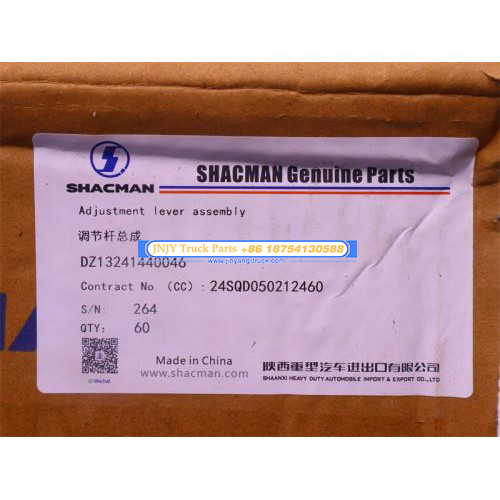 SHACMAN
SHACMAN Genuine Parts
Adjustment lever assembly
调节杆总成
JNJY Truck Parts +86 18754130588
www.jinhyang-truck.com
DZ13241440046
Contract No. (CC) : 24SQD050212460
S/N: 264
QTY: 60
WeChat
Made in China
www.shacman.com
陕西重型汽车进出口有限公司
SHAANXI HEAVY DUTY AUTOMOBILE IMPORT & EXPORT CO.,LTD.